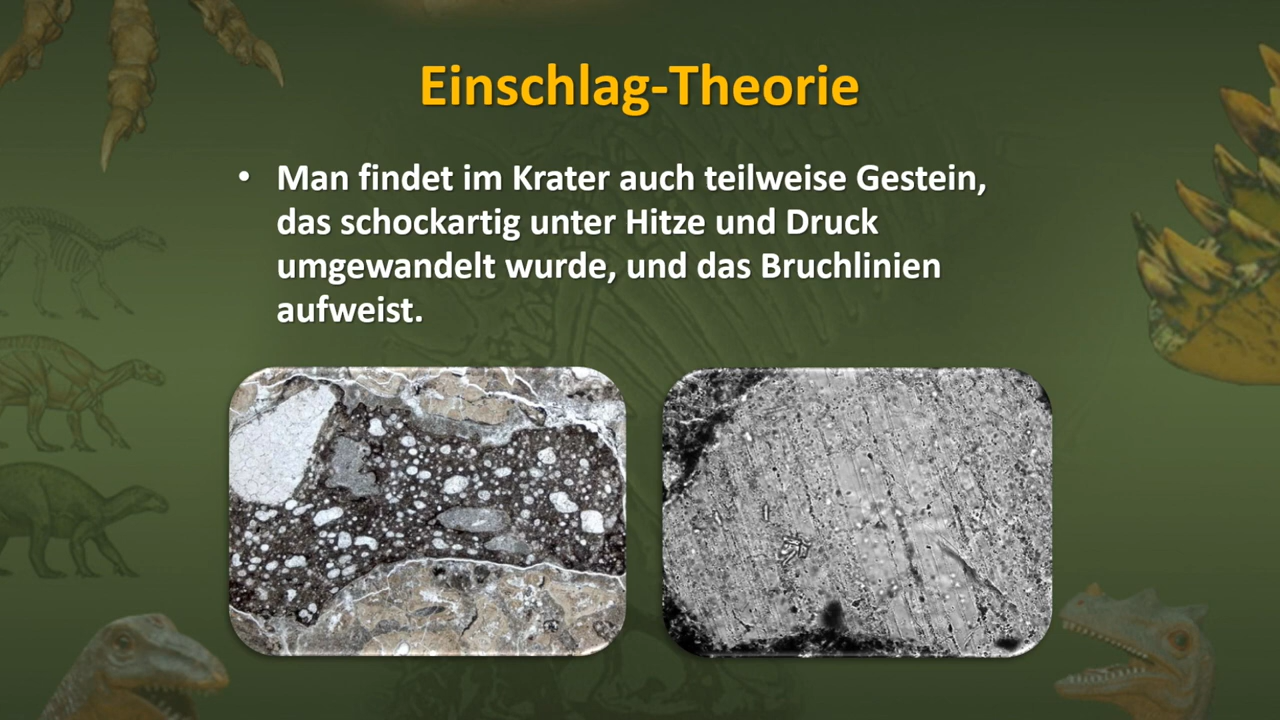 Einschlag-Theorie
• Man findet im Krater auch teilweise Gestein,
das schockartig unter Hitze und Druck
umgewandelt wurde, und das Bruchlinien
aufweist.